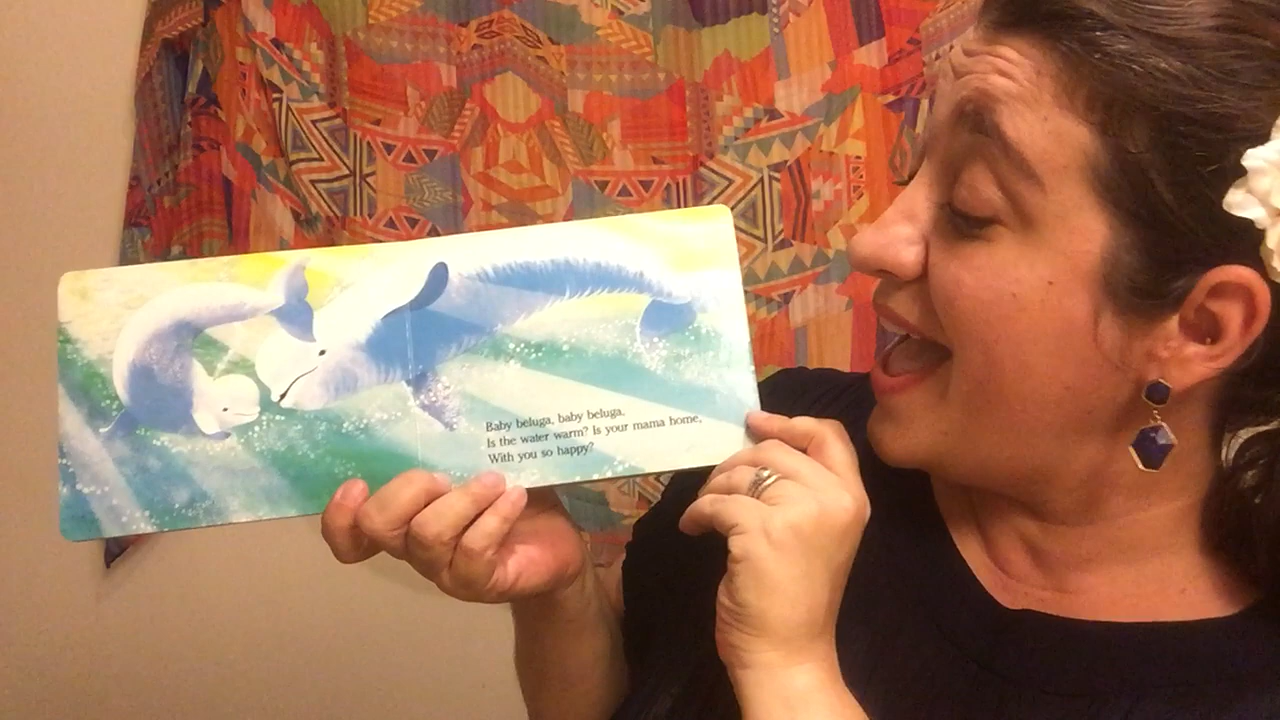 Baby beluga, baby beluga,
Is the water warm? Is your mama home,
With you so happy?